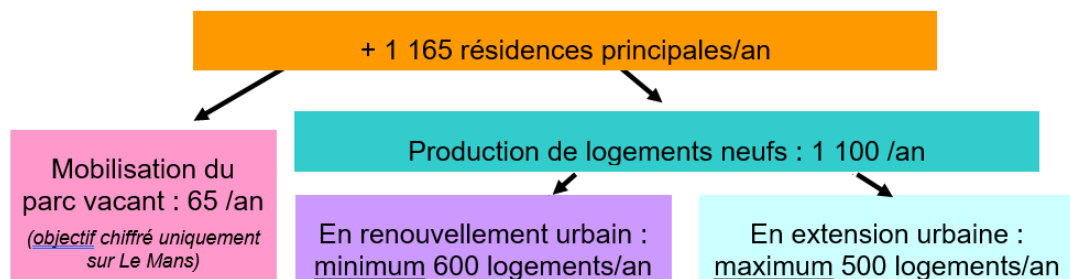 + 1 165 résidences principales/an
Mobilisation du
parc vacant : 65 /an
(objectif chiffré uniquement
sur Le Mans)
Production de logements neufs : 1 100 /an
En renouvellement urbain :
minimum 600 logements/an
En extension urbaine :
maximum 500 logements/an